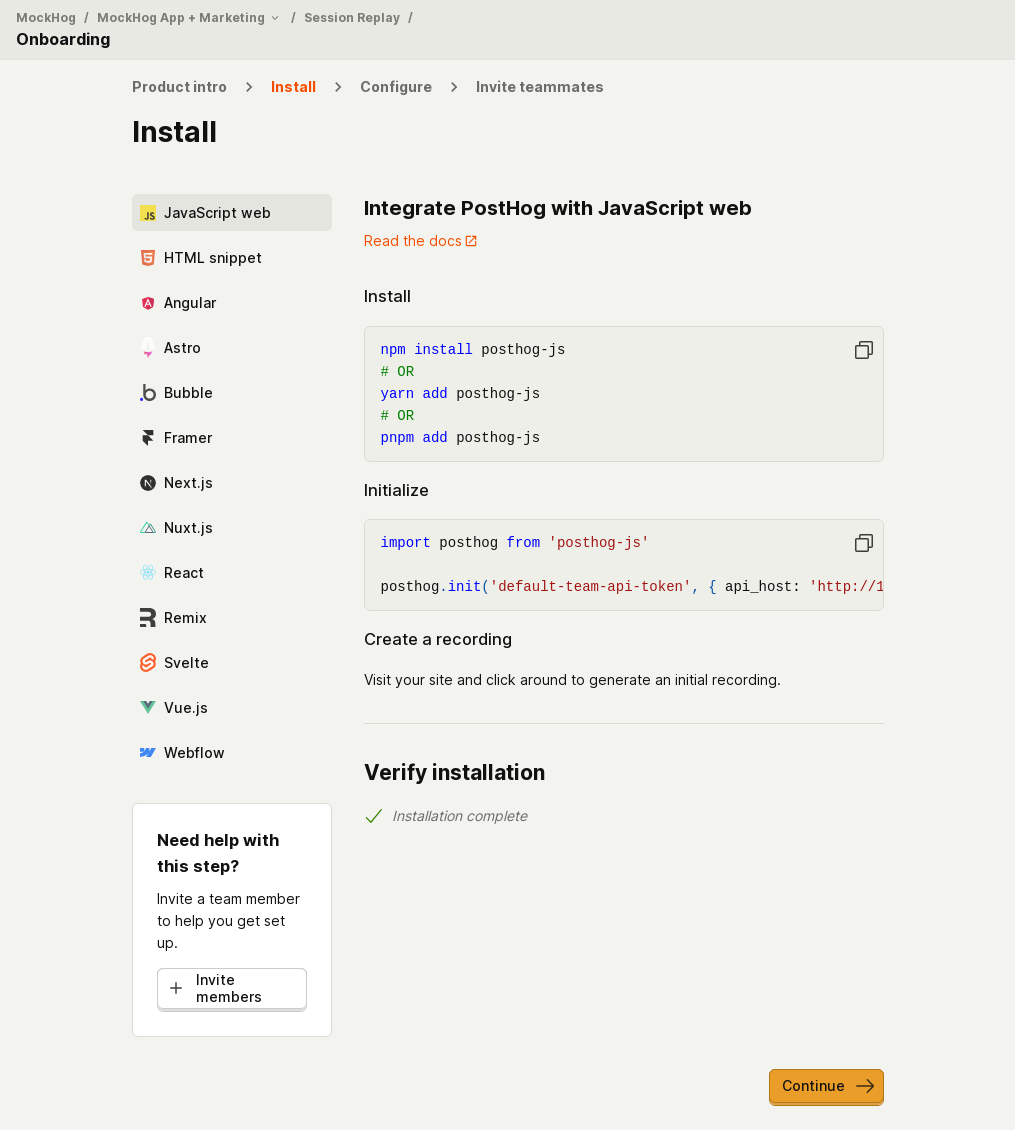 MockHog / MockHog App + Marketing / Session Replay /
Onboarding
Product intro > Install > Configure > Invite teammates
Install
JavaScript web
HTML snippet
Angular
Astro
Bubble
Framer
Next.js
Nuxt.js
React
Remix
Svelte
Vue.js
Webflow
Need help with
this step?
Invite a team member
to help you get set
up.
Invite
members
Integrate PostHog with JavaScript web
Read the docs
Install
npm install posthog-js
# OR
yarn add posthog-js
# OR
pnpm add posthog-js
Initialize
import posthog from 'posthog-js'
posthog.init('default-team-api-token', { api_host: 'http://1
Create a recording
Visit your site and click around to generate an initial recording.
Verify installation
Installation complete
Continue